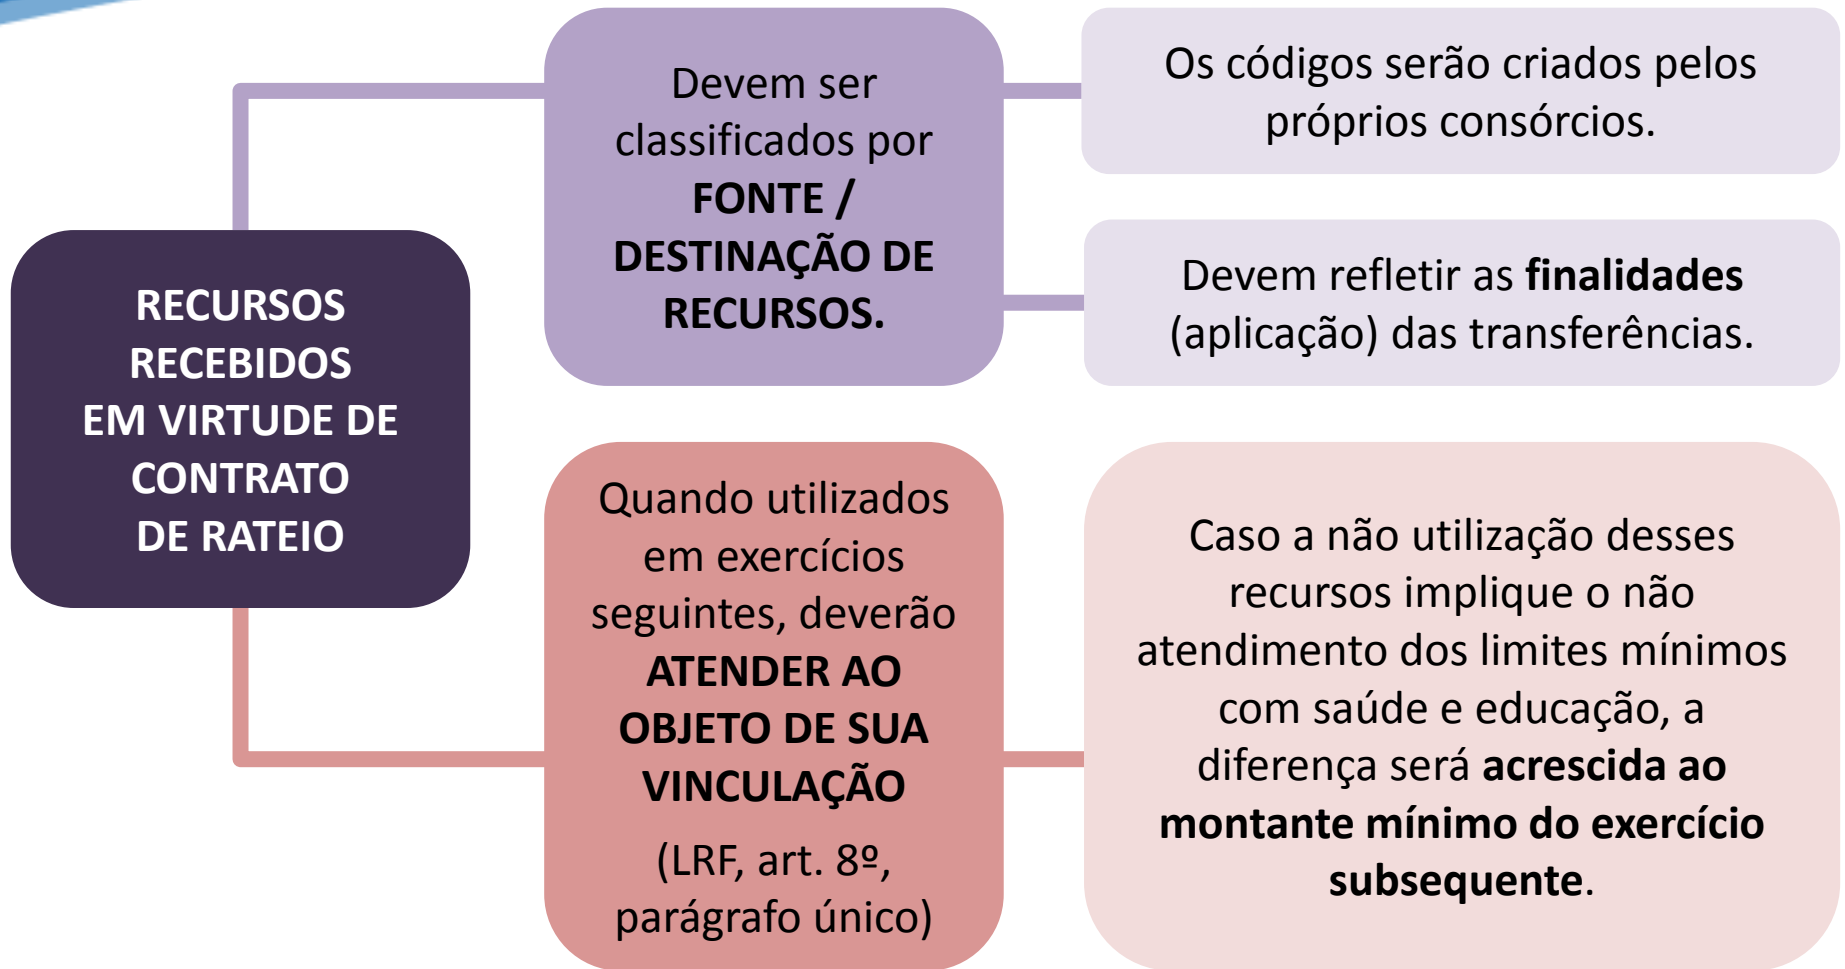 RECURSOS
RECEBIDOS
EM VIRTUDE DE
CONTRATO
DE RATEIO
Devem ser
classificados por
FONTE /
DESTINAÇÃO DE
RECURSOS.
Os códigos serão criados pelos
próprios consórcios.
Devem refletir as finalidades
(aplicação) das transferências.
Quando utilizados
em exercícios
seguintes, deverão
ATENDER AO
OBJETO DE SUA
VINCULAÇÃO
(LRF, art. 8º,
parágrafo único)
Caso a não utilização desses
recursos implique o não
atendimento dos limites mínimos
com saúde e educação, a
diferença será acrescida ao
montante mínimo do exercício
subsequente.